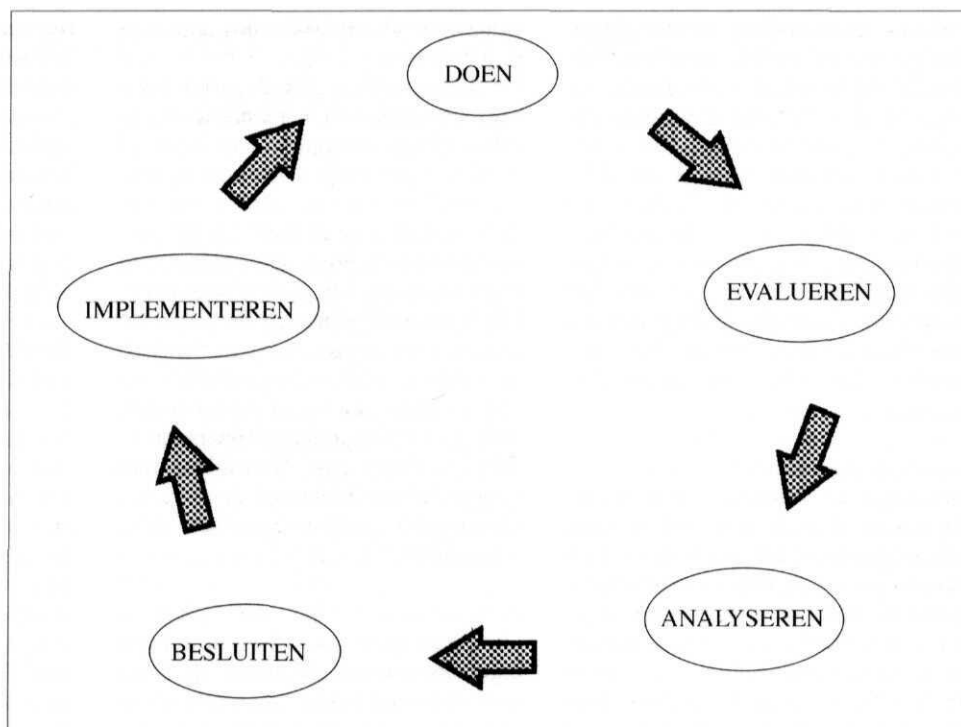 DOEN
EVALUEREN
ANALYSEREN
BESLUITEN
IMPLEMENTEREN